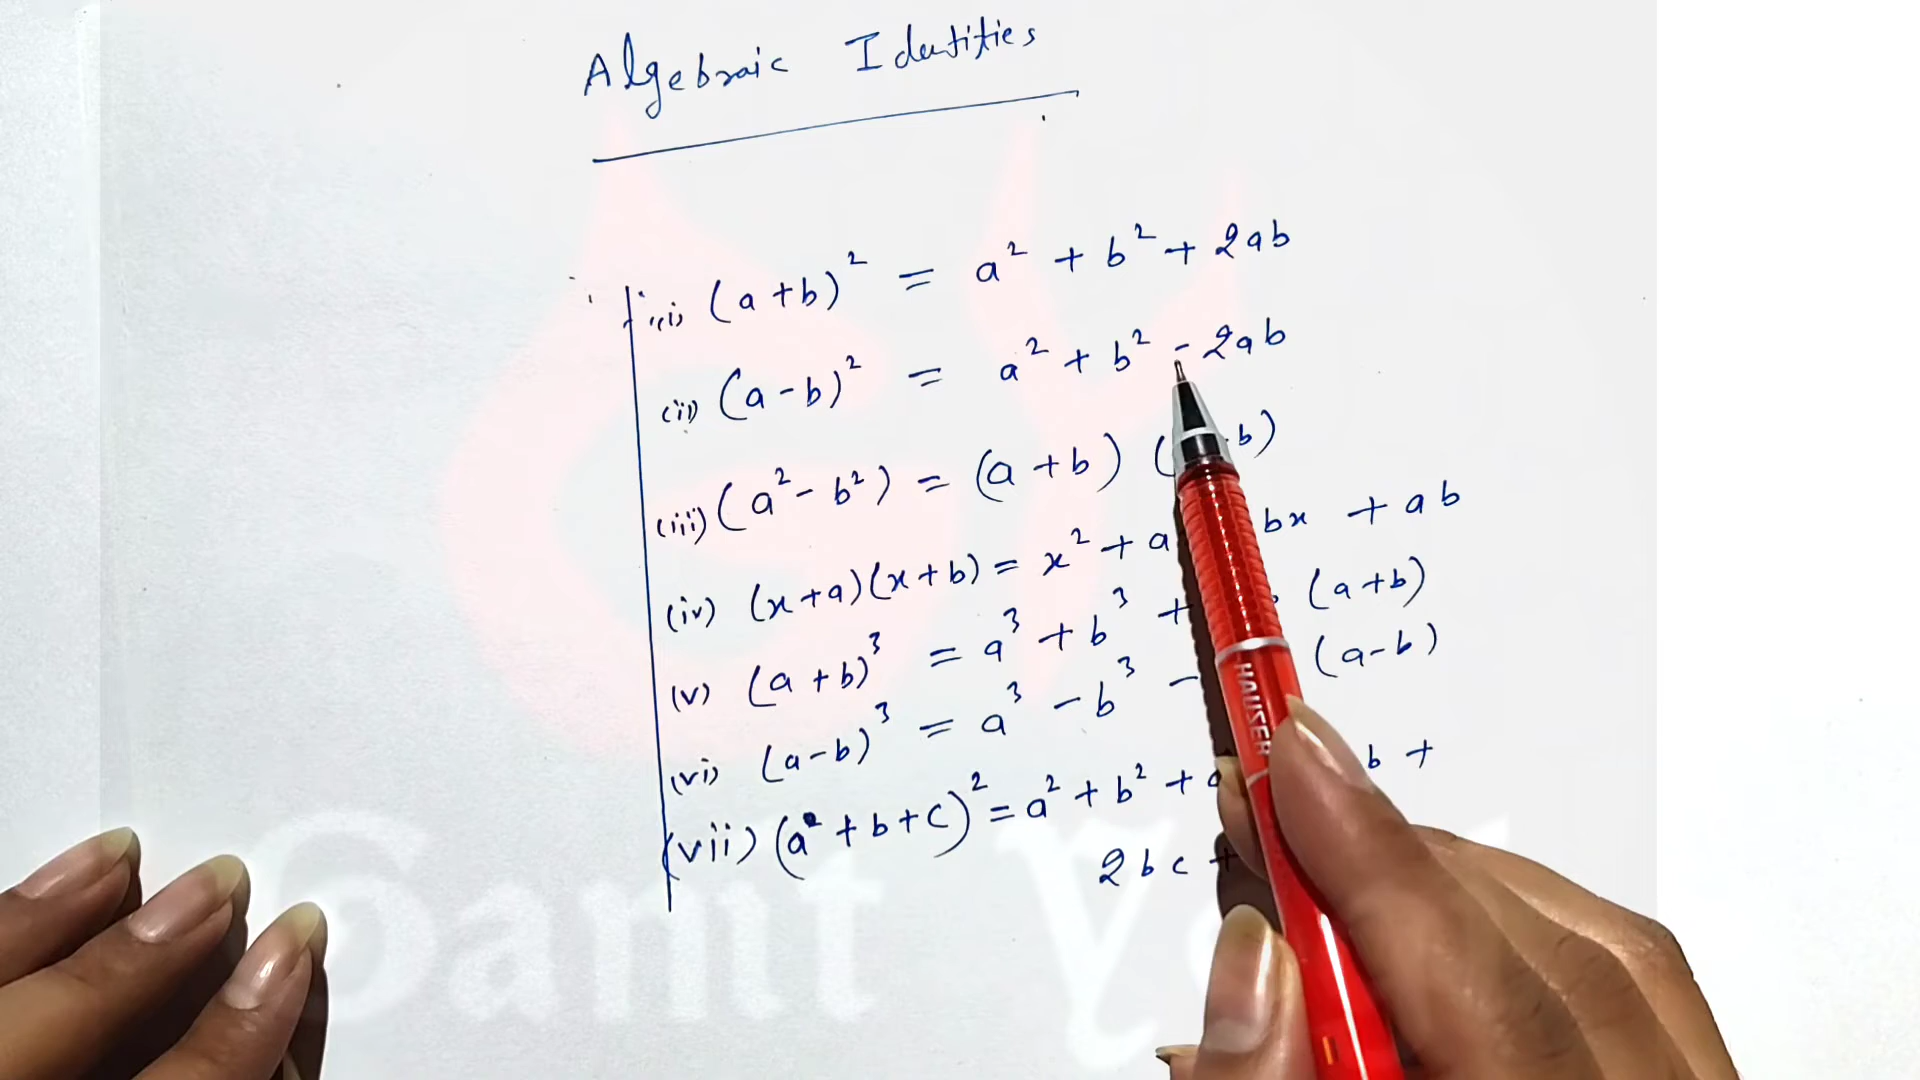 Algebraic Identities
(i) (a+b)² = a² + b² + 2ab
(ii) (a-b)² = a² + b² - 2ab
(iii) (a² - b²) = (a+b) ( b)
(iv) (x+a)(x+b) = x² + a bx + ab
(v) (a+b)³ = a³ + b³ + (a+b)
(vi) (a-b)³ = a³ - b³ - (a-b)
(vii) (a + b + c)² = a² + b² + b +
2bc +
HAUSER